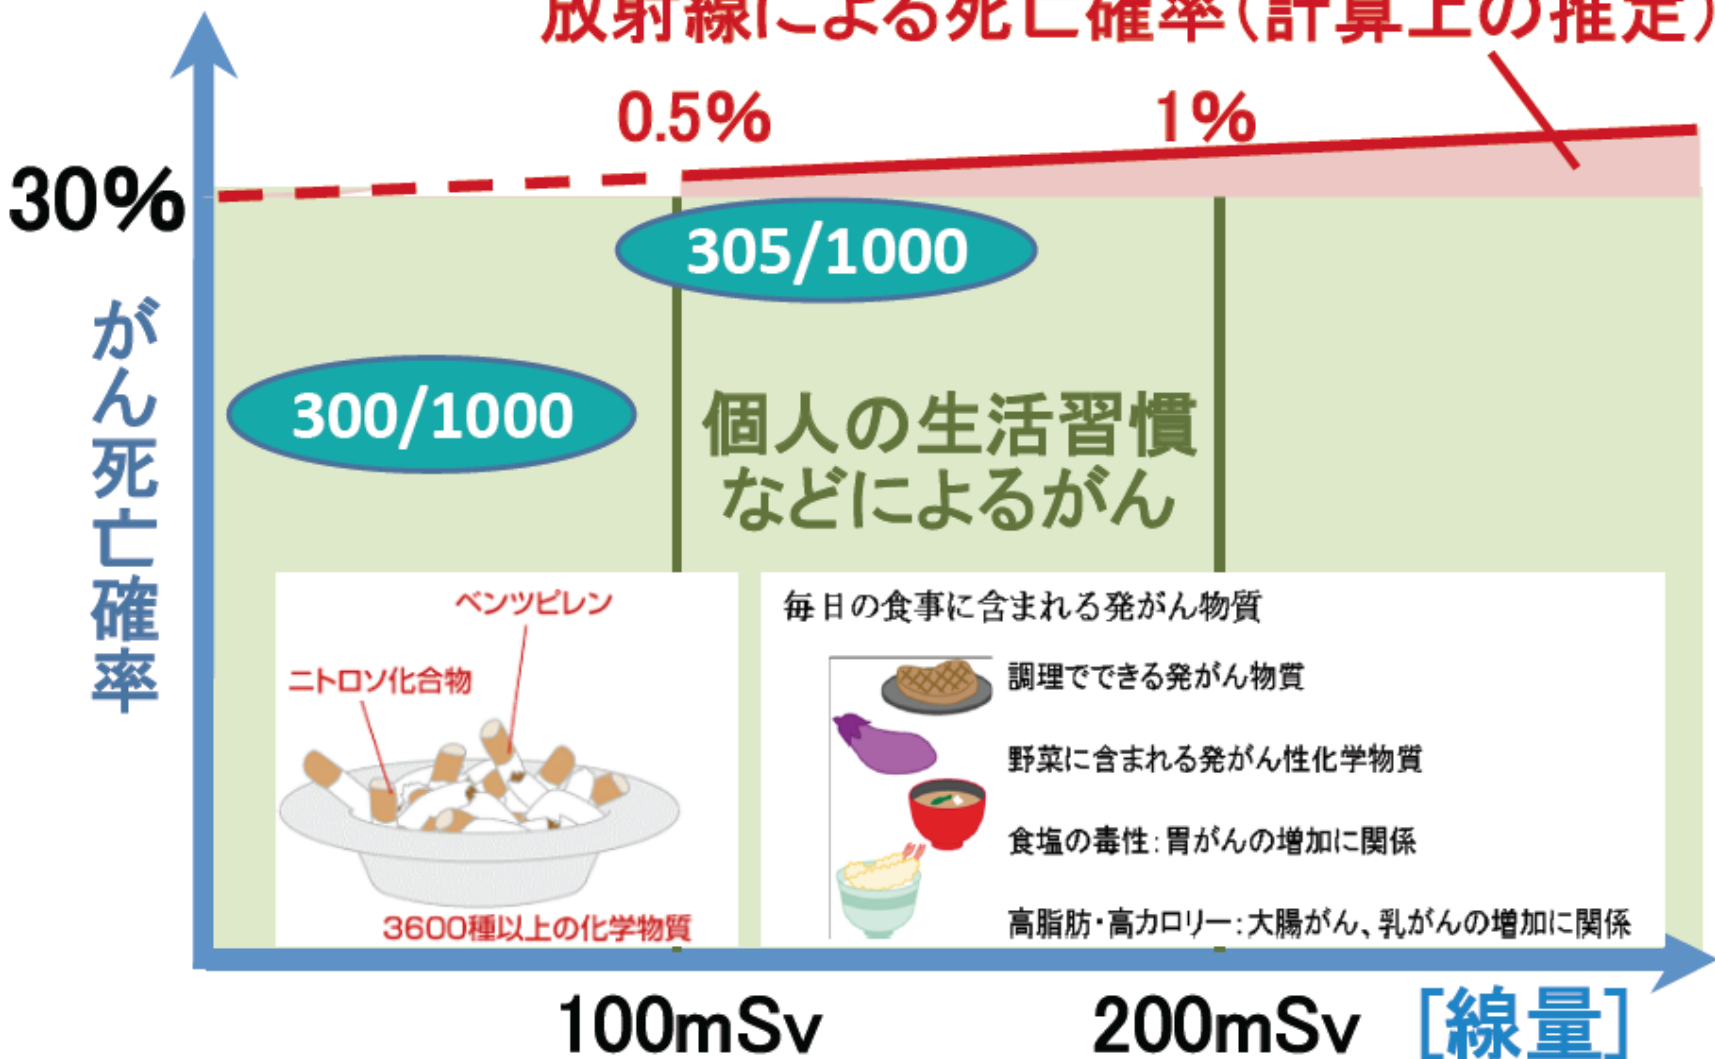 放射線による死亡確率(計算上の推定)
0.5%
1%
30%
305/1000
300/1000
がん死亡確率
個人の生活習慣
などによるがん
ベンツピレン
ニトロソ化合物
3600種以上の化学物質
毎日の食事に含まれる発がん物質
調理でできる発がん物質
野菜に含まれる発がん性化学物質
食塩の毒性:胃がんの増加に関係
高脂肪・高カロリー:大腸がん、乳がんの増加に関係
100mSv
200mSv
[線量]